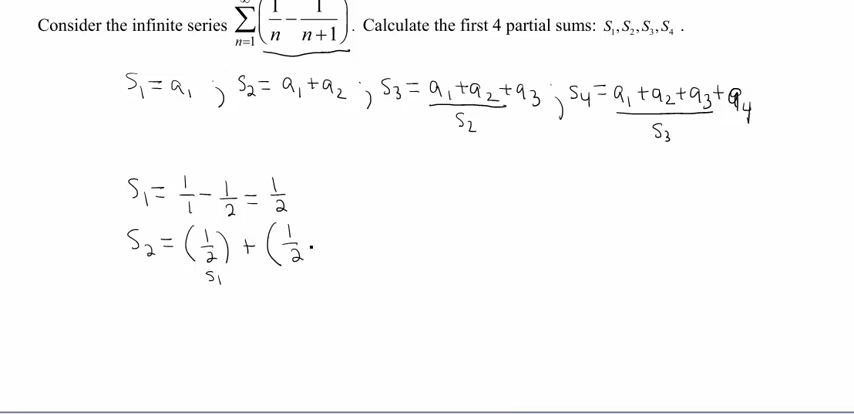 Consider the infinite series ∑_{n=1}^{∞} (1/n − 1/(n+1)). Calculate the first 4 partial sums: S₁,S₂,S₃,S₄ .
S₁ = a₁ ; S₂ = a₁+a₂ ; S₃ = a₁+a₂+a₃ ; S₄ = a₁+a₂+a₃+a₄
S₂ S₃
S₁ = 1/1 − 1/2 = 1/2
S₂ = (1/2) + (1/2
S₁